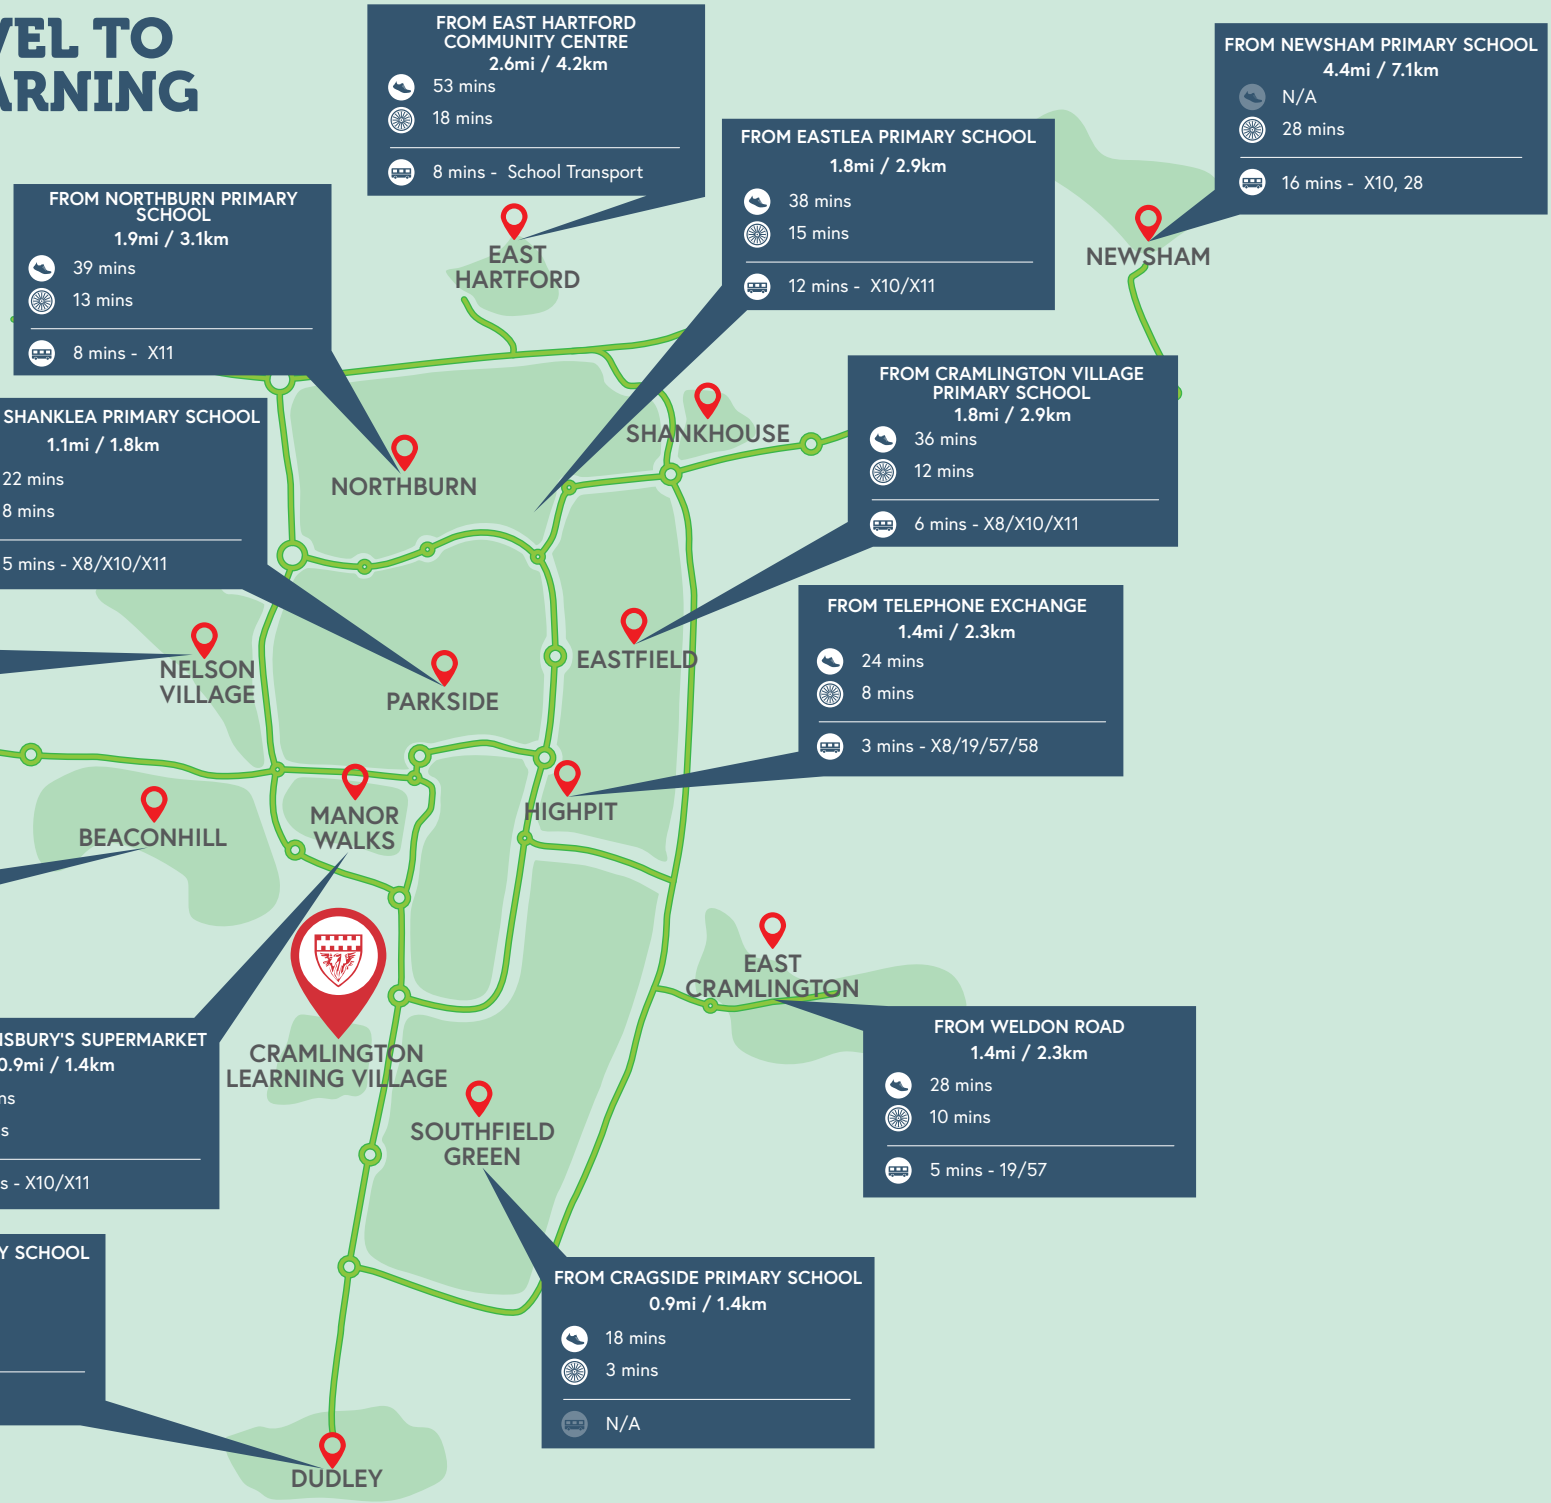 VEL TO
ARNING
FROM EAST HARTFORD
COMMUNITY CENTRE
2.6mi / 4.2km
53 mins
18 mins
8 mins - School Transport
FROM NEWSHAM PRIMARY SCHOOL
4.4mi / 7.1km
N/A
28 mins
16 mins - X10, 28
FROM EASTLEA PRIMARY SCHOOL
1.8mi / 2.9km
38 mins
15 mins
12 mins - X10/X11
FROM NORTHBURN PRIMARY
SCHOOL
1.9mi / 3.1km
39 mins
13 mins
8 mins - X11
EAST
HARTFORD
NEWSHAM
FROM CRAMLINGTON VILLAGE
PRIMARY SCHOOL
1.8mi / 2.9km
36 mins
12 mins
6 mins - X8/X10/X11
SHANKLEA PRIMARY SCHOOL
1.1mi / 1.8km
22 mins
8 mins
5 mins - X8/X10/X11
SHANKHOUSE
NORTHBURN
FROM TELEPHONE EXCHANGE
1.4mi / 2.3km
24 mins
8 mins
3 mins - X8/19/57/58
NELSON
VILLAGE
EASTFIELD
PARKSIDE
MANOR
WALKS
HIGHPIT
BEACONHILL
EAST
CRAMLINGTON
FROM WELDON ROAD
1.4mi / 2.3km
28 mins
10 mins
5 mins - 19/57
NSBURY'S SUPERMARKET
0.9mi / 1.4km
ns
s
s - X10/X11
CRAMLINGTON
LEARNING VILLAGE
SOUTHFIELD
GREEN
Y SCHOOL
FROM CRAGSIDE PRIMARY SCHOOL
0.9mi / 1.4km
18 mins
3 mins
N/A
DUDLEY